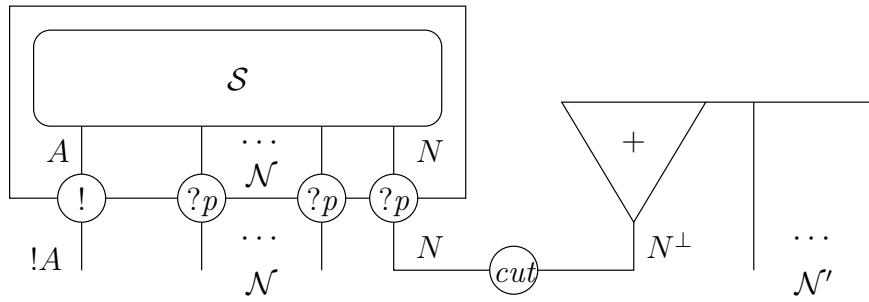 𝒮
A ⋯ N
𝒩
+
! ?p ?p ?p
!A ⋯ N cut N⊥ ⋯
𝒩 𝒩′